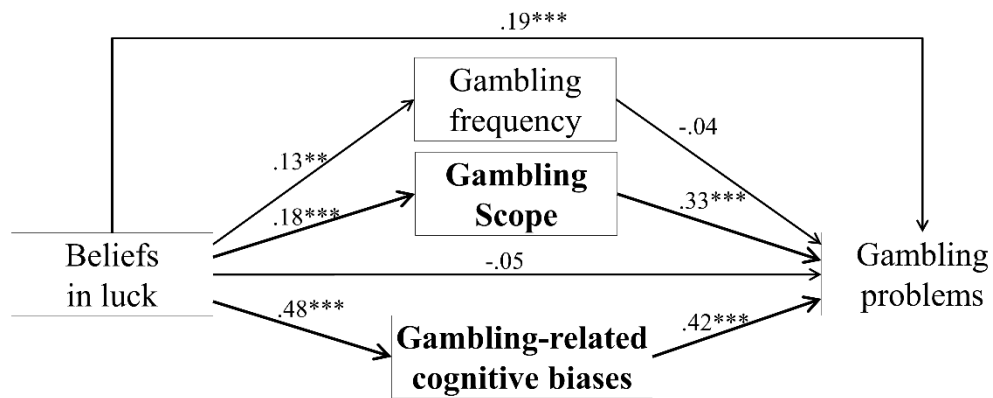 .19***
Gambling
frequency
.13**
-.04
Gambling
Scope
.18***
.33***
Beliefs
in luck
-.05
Gambling
problems
.48***
.42***
Gambling-related
cognitive biases